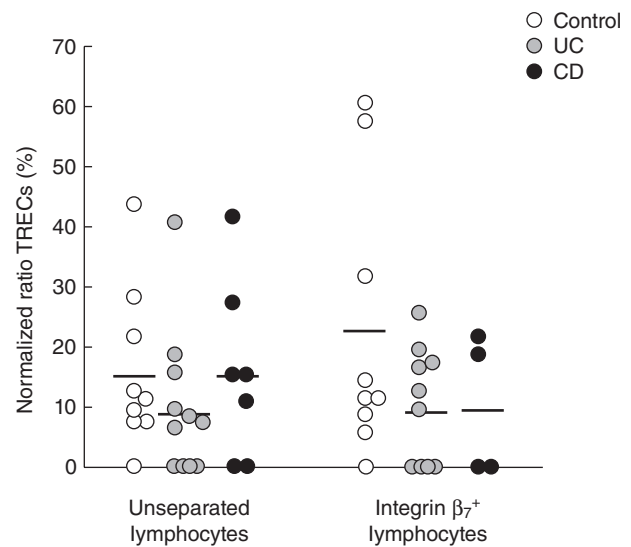 Control
UC
CD
70
60
50
40
30
20
10
0
Normalized ratio TRECs (%)
Unseparated
lymphocytes
Integrin β₇⁺
lymphocytes